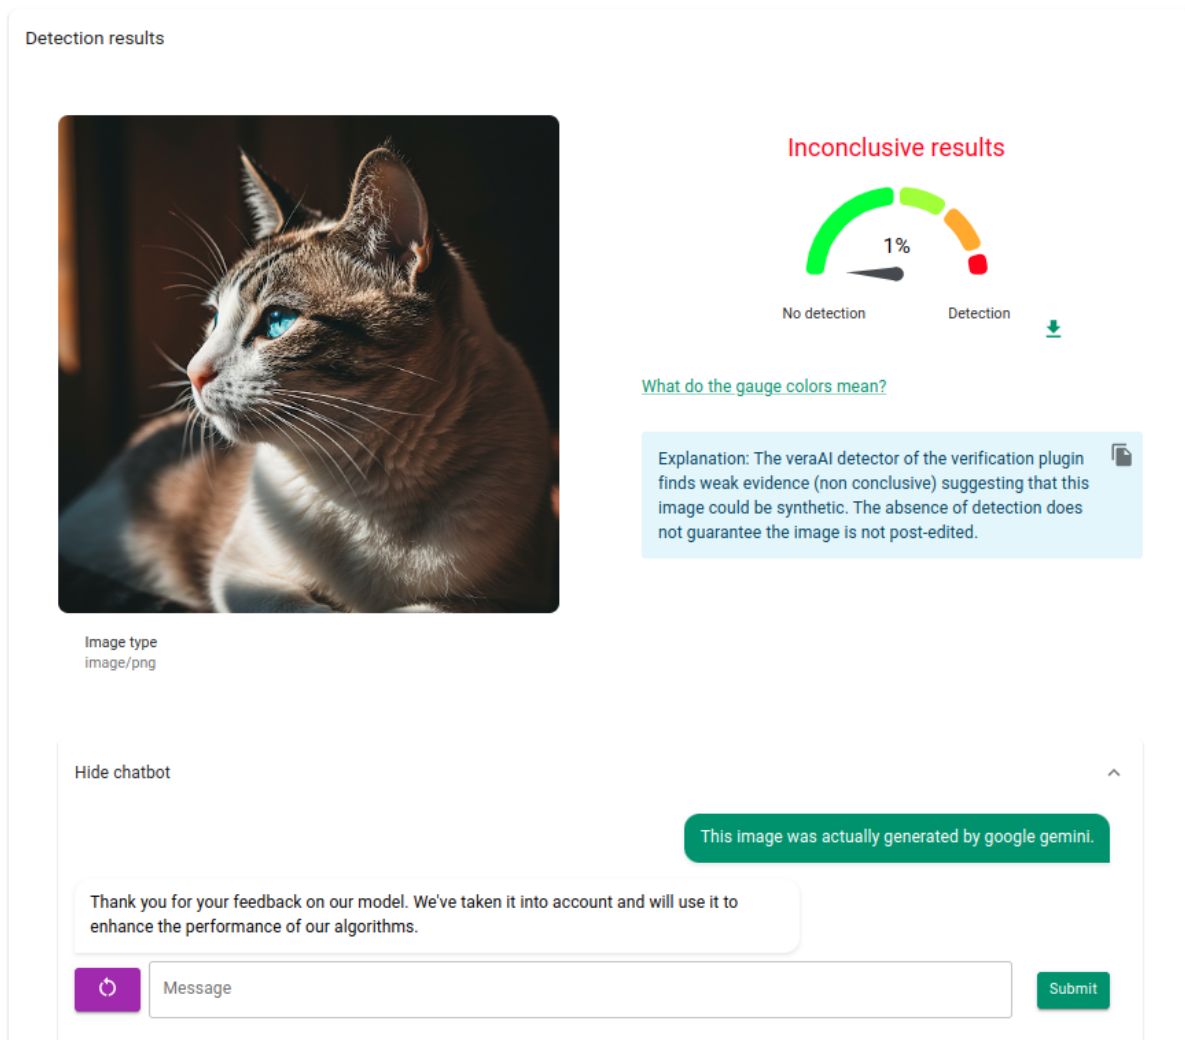 Detection results
Inconclusive results
1%
No detection
Detection
What do the gauge colors mean?
Explanation: The veraAI detector of the verification plugin
finds weak evidence (non conclusive) suggesting that this
image could be synthetic. The absence of detection does
not guarantee the image is not post-edited.
Image type
image/png
Hide chatbot
This image was actually generated by google gemini.
Thank you for your feedback on our model. We've taken it into account and will use it to
enhance the performance of our algorithms.
Message
Submit